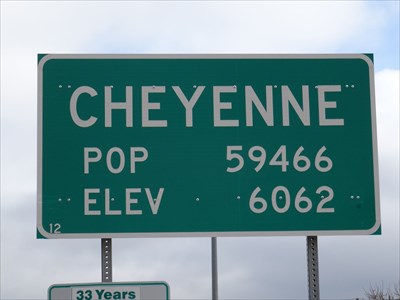 CHEYENNE
POP 59466
ELEV 6062
12
33 Years